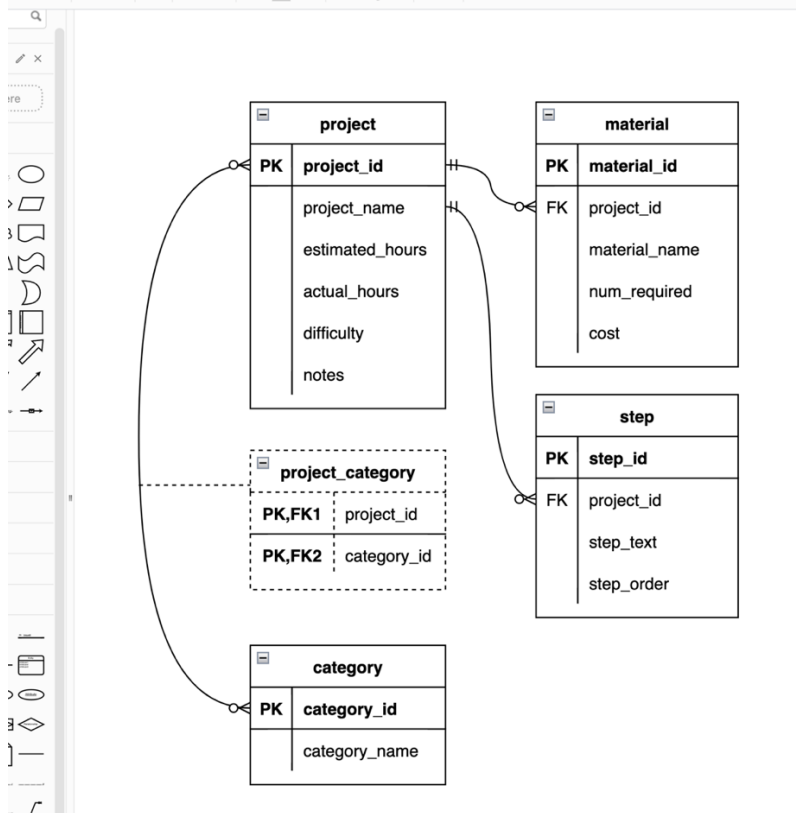 ere
project
PK project_id
project_name
estimated_hours
actual_hours
difficulty
notes
material
PK material_id
FK project_id
material_name
num_required
cost
step
PK step_id
FK project_id
step_text
step_order
project_category
PK,FK1 project_id
PK,FK2 category_id
category
PK category_id
category_name